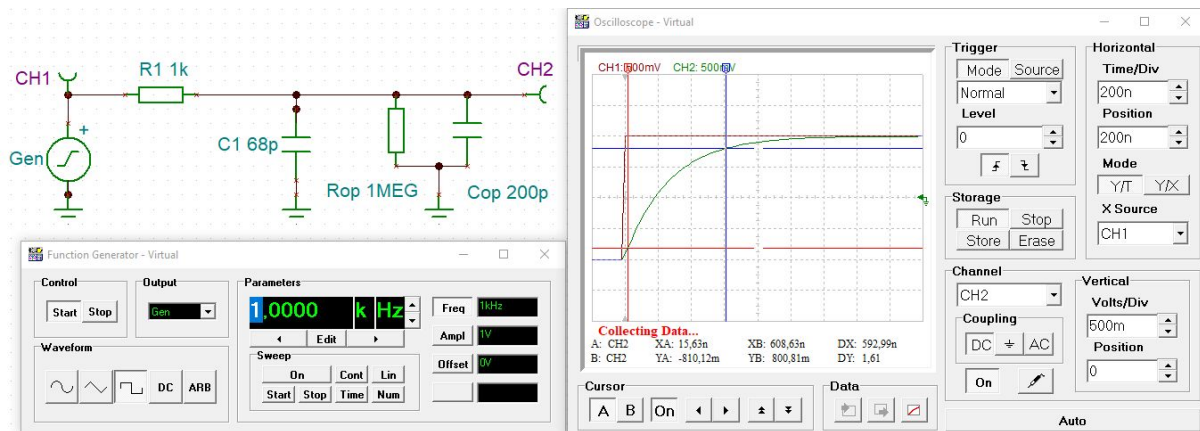 CH1
R1 1k
CH2
Gen
+
C1 68p
Rop 1MEG
Cop 200p
Function Generator - Virtual
Control
Start Stop
Output
Gen
Parameters
1,0000 k Hz
Edit
Sweep
On Cont Lin
Start Stop Time Num
Freq 1kHz
Ampl 1V
Offset 0V
Waveform
DC ARB
Oscilloscope - Virtual
CH2: 500mV
Collecting Data...
A: CH2 XA: 15,63n XB: 608,63n DX: 592,99n
B: CH2 YA: -810,12m YB: 800,81m DY: 1,61
Cursor
A B On
Data
Trigger
Mode Source
Normal
Level
0
Storage
Run Stop
Store Erase
Channel
CH2
Coupling
DC AC
On
Horizontal
Time/Div
200n
Position
200n
Mode
Y/T Y/X
X Source
CH1
Vertical
Volts/Div
500m
Position
0
Auto